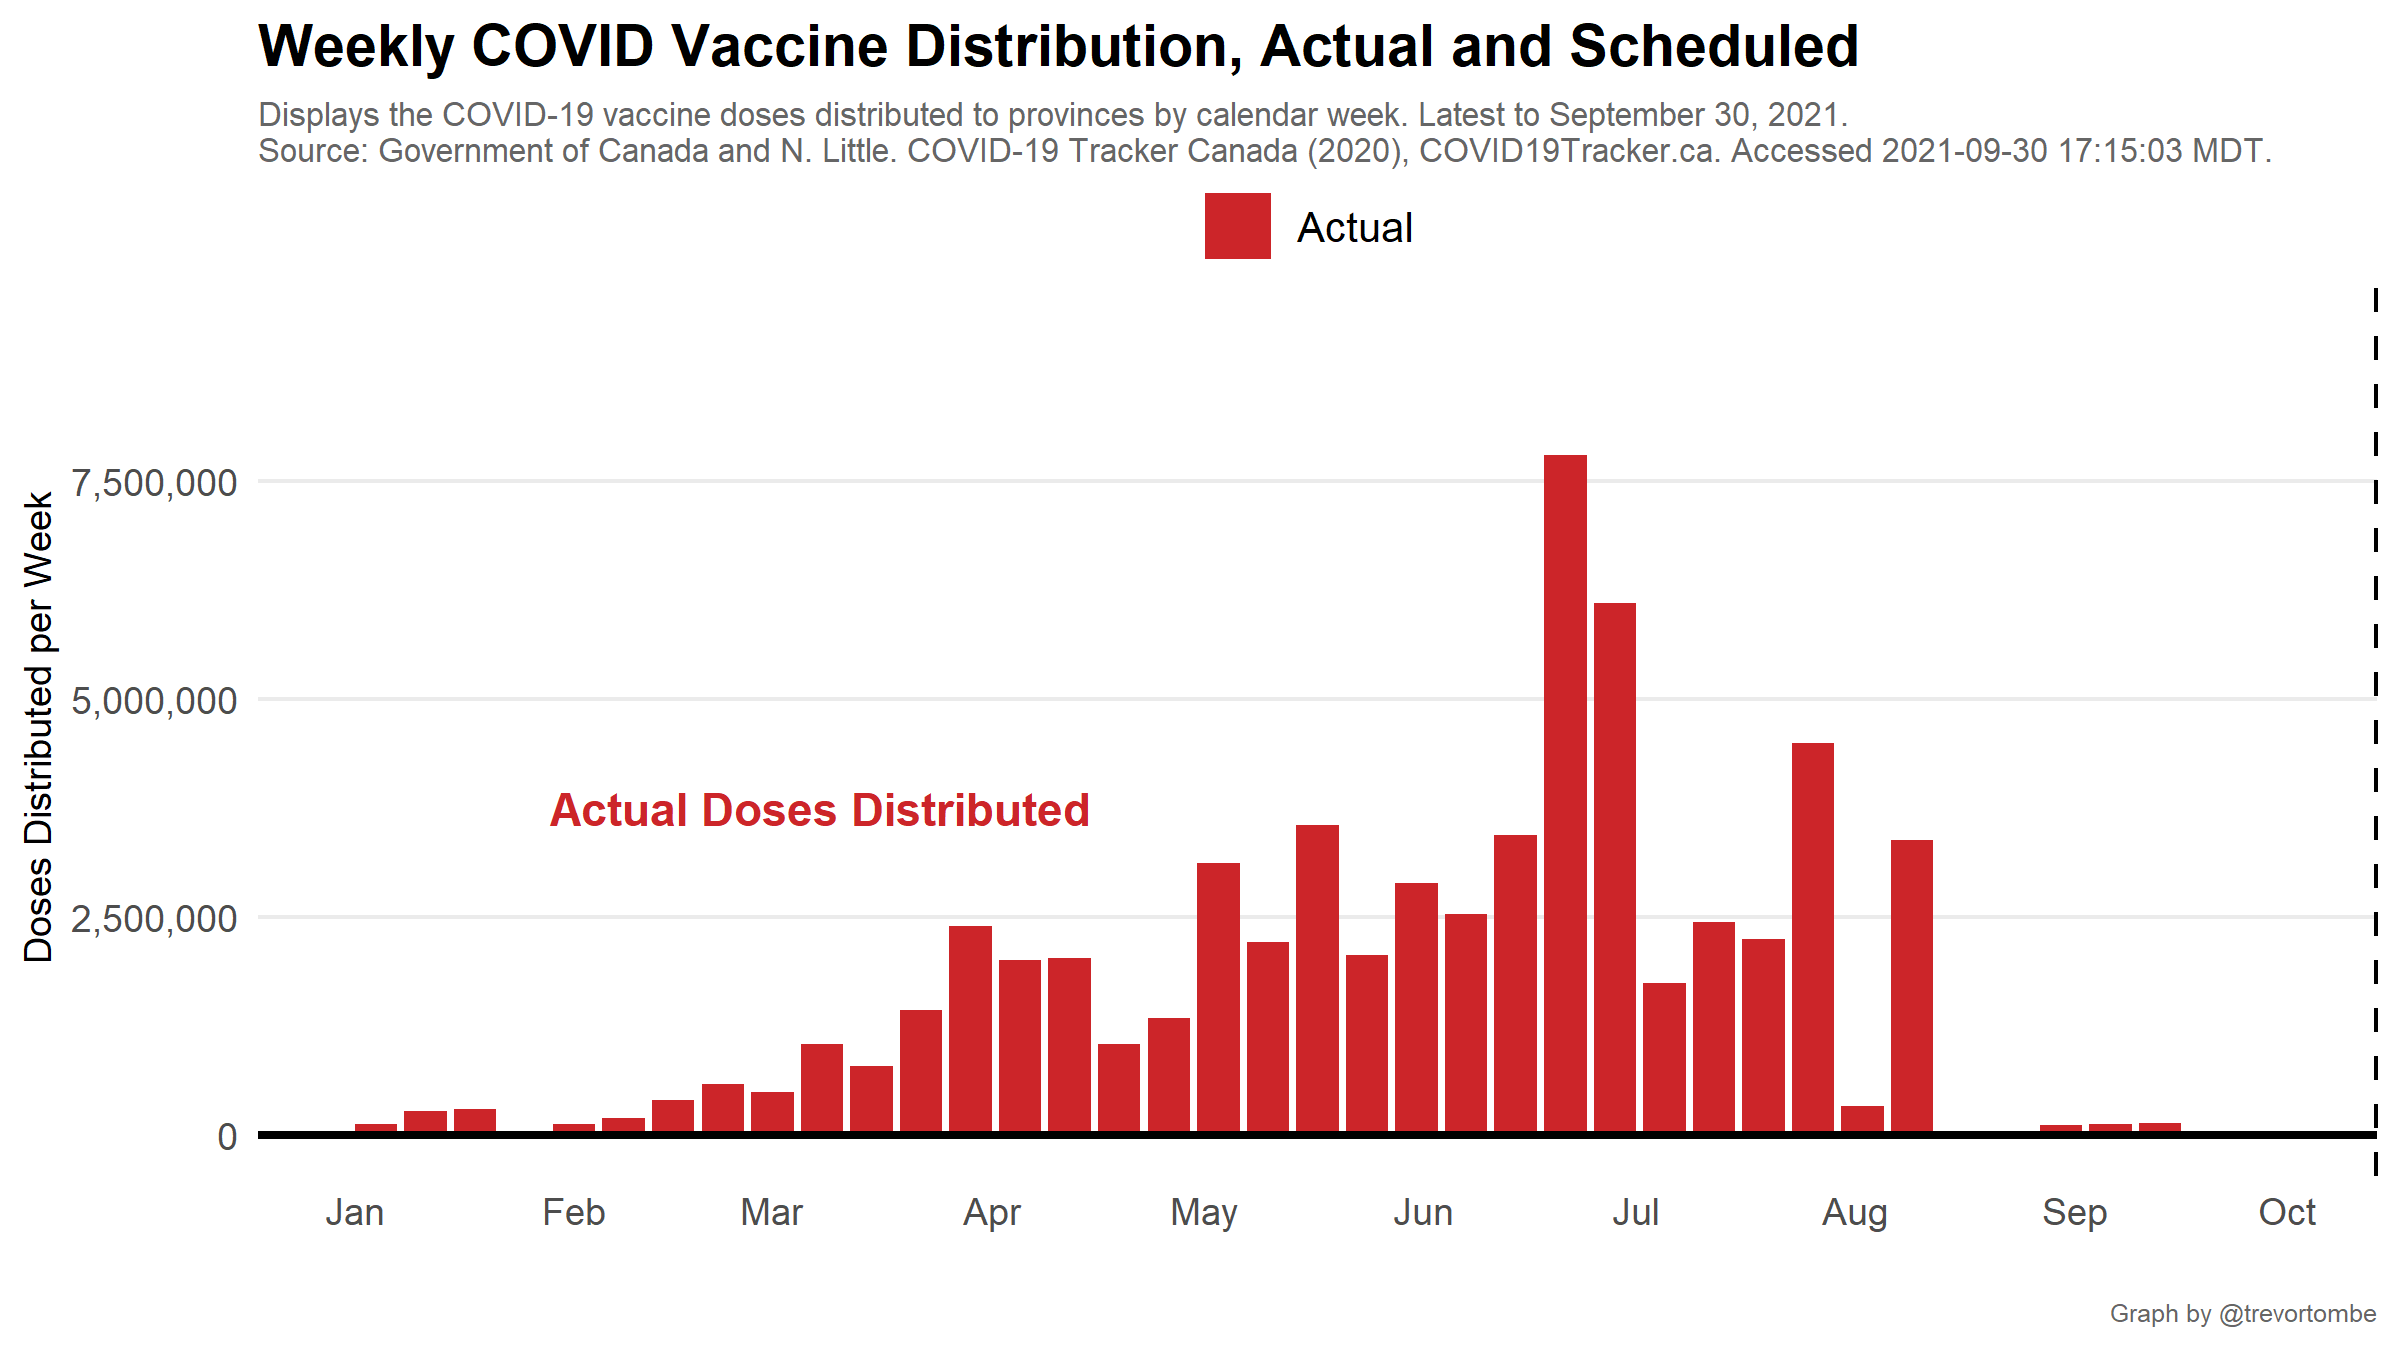 Weekly COVID Vaccine Distribution, Actual and Scheduled
Displays the COVID-19 vaccine doses distributed to provinces by calendar week. Latest to September 30, 2021.
Source: Government of Canada and N. Little. COVID-19 Tracker Canada (2020), COVID19Tracker.ca. Accessed 2021-09-30 17:15:03 MDT.
Actual
Doses Distributed per Week
7,500,000
5,000,000
2,500,000
0
Actual Doses Distributed
Jan Feb Mar Apr May Jun Jul Aug Sep Oct
Graph by @trevortombe